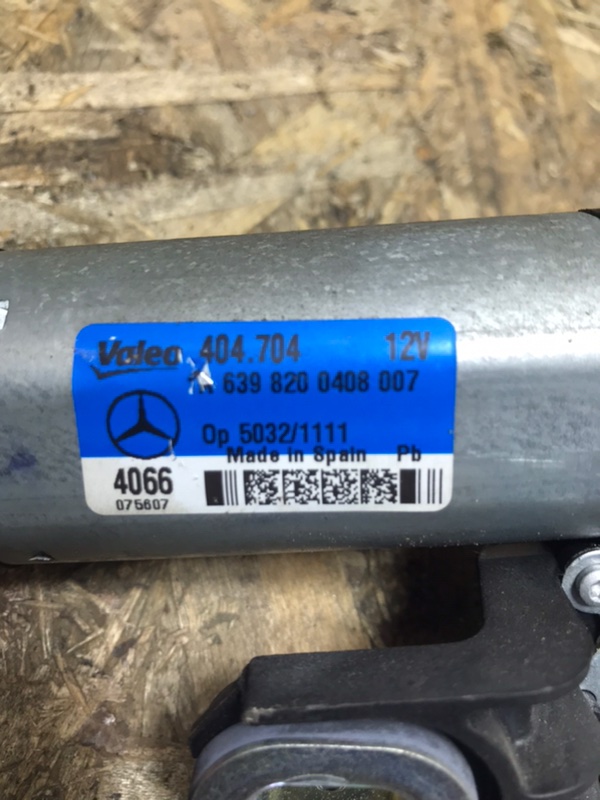 Valeo 404.704 12V
A 639 820 0408 007
Op 5032/1111
Made in Spain Pb
4066
075607